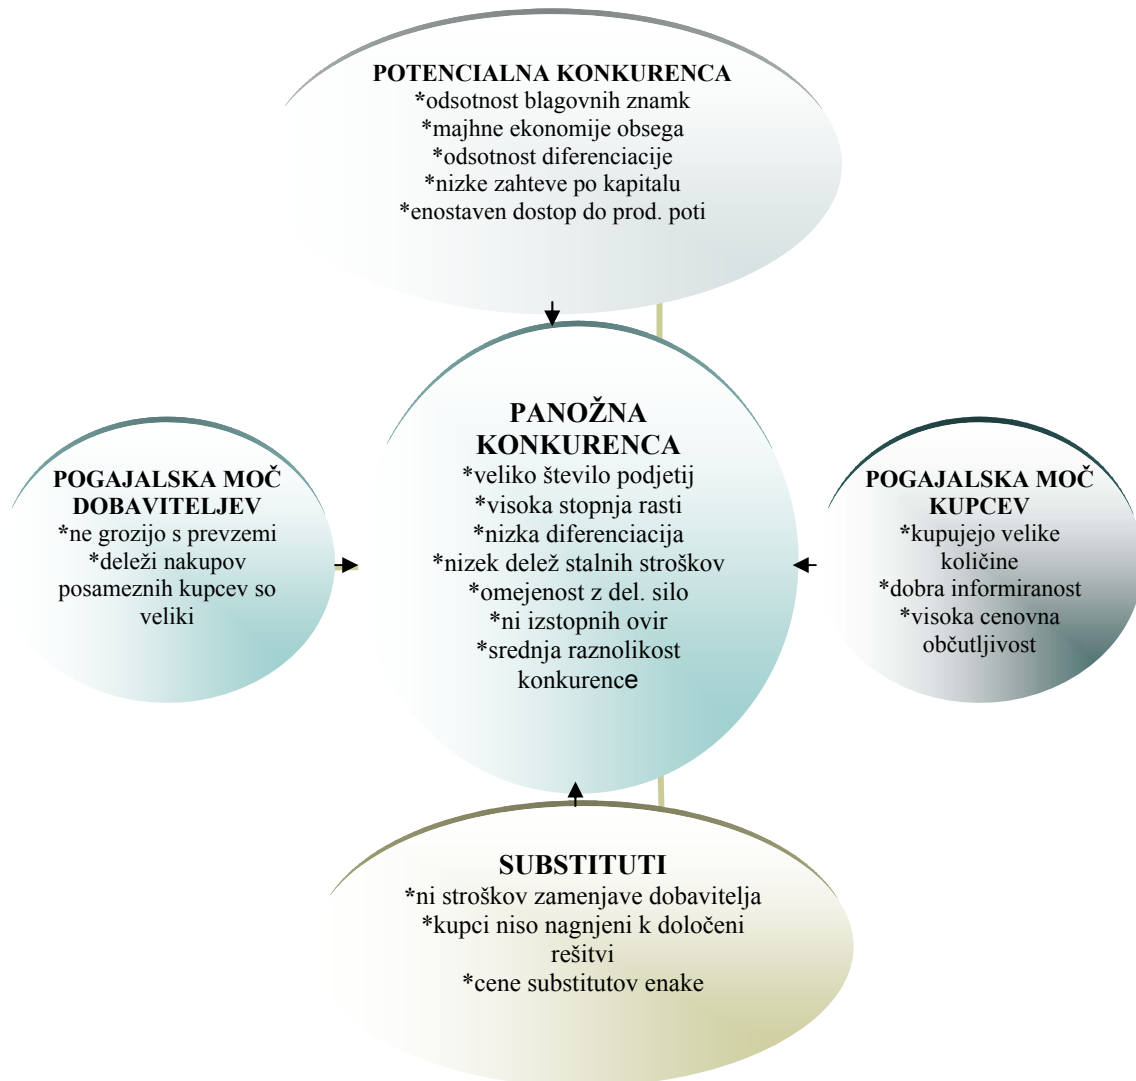 POTENCIALNA KONKURENCA
*odsotnost blagovnih znamk
*majhne ekonomije obsega
*odsotnost diferenciacije
*nizke zahteve po kapitalu
*enostaven dostop do prod. poti
PANOŽNA
KONKURENCA
*veliko število podjetij
*visoka stopnja rasti
*nizka diferenciacija
*nizek delež stalnih stroškov
*omejenost z del. silo
*ni izstopnih ovir
*srednja raznolikost
konkurence
POGAJALSKA MOČ
DOBAVITELJEV
*ne grozijo s prevzemi
*deleži nakupov
posameznih kupcev so
veliki
POGAJALSKA MOČ
KUPCEV
*kupujejo velike
količine
*dobra informiranost
*visoka cenovna
občutljivost
SUBSTITUTI
*ni stroškov zamenjave dobavitelja
*kupci niso nagnjeni k določeni
rešitvi
*cene substitutov enake